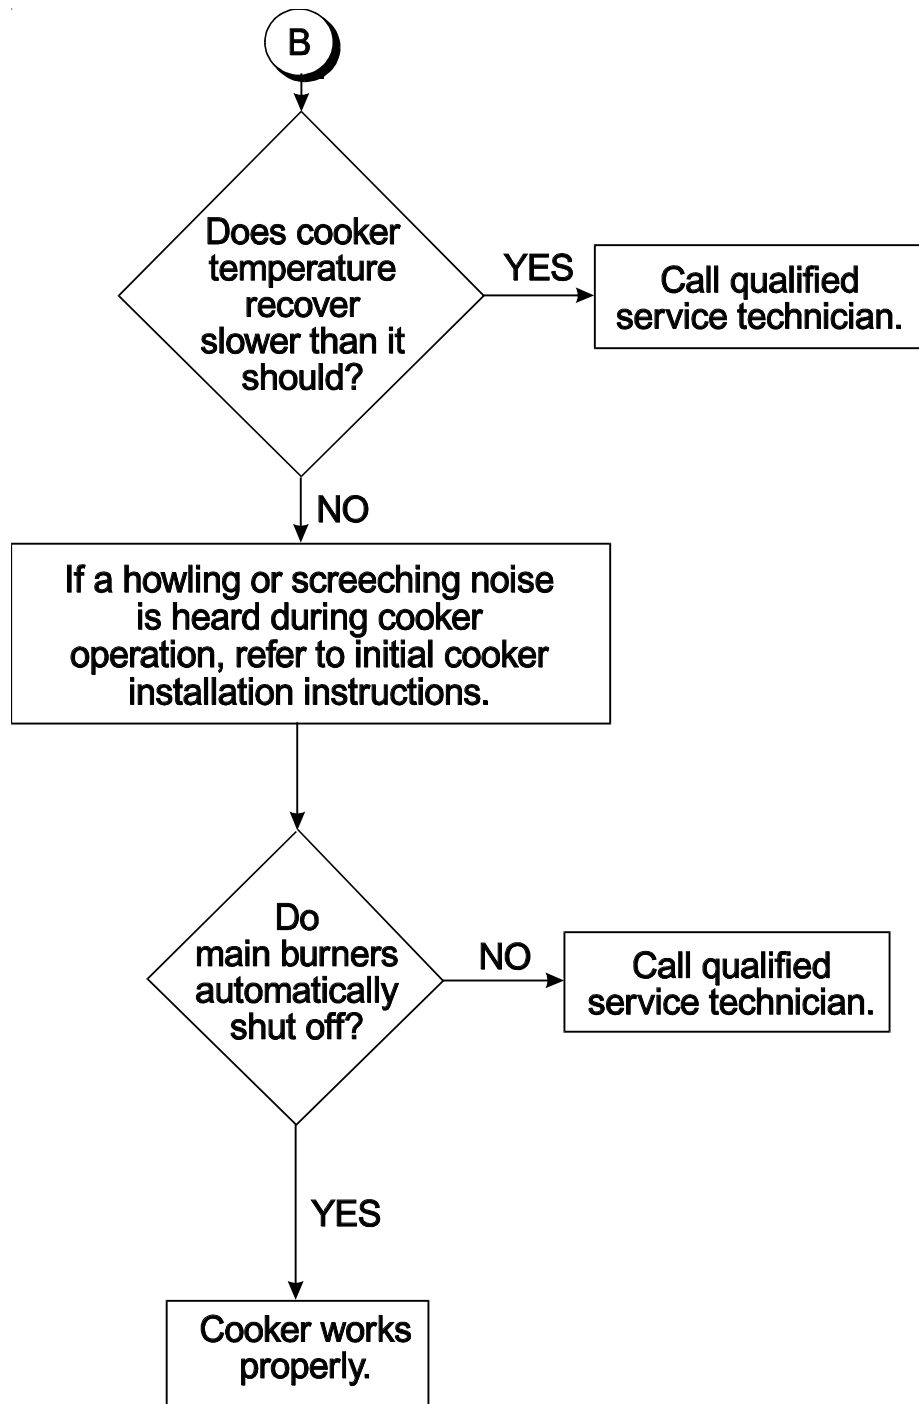 B
Does cooker
temperature
recover
slower than it
should?
YES
Call qualified
service technician.
NO
If a howling or screeching noise
is heard during cooker
operation, refer to initial cooker
installation instructions.
Do
main burners
automatically
shut off?
NO
Call qualified
service technician.
YES
Cooker works
properly.